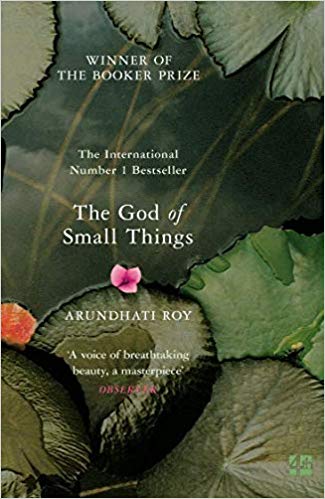 WINNER OF
THE BOOKER PRIZE
The International
Number 1 Bestseller
The God of
Small Things
ARUNDHATI ROY
'A voice of breathtaking
beauty, a masterpiece'
OBSERVER
4th